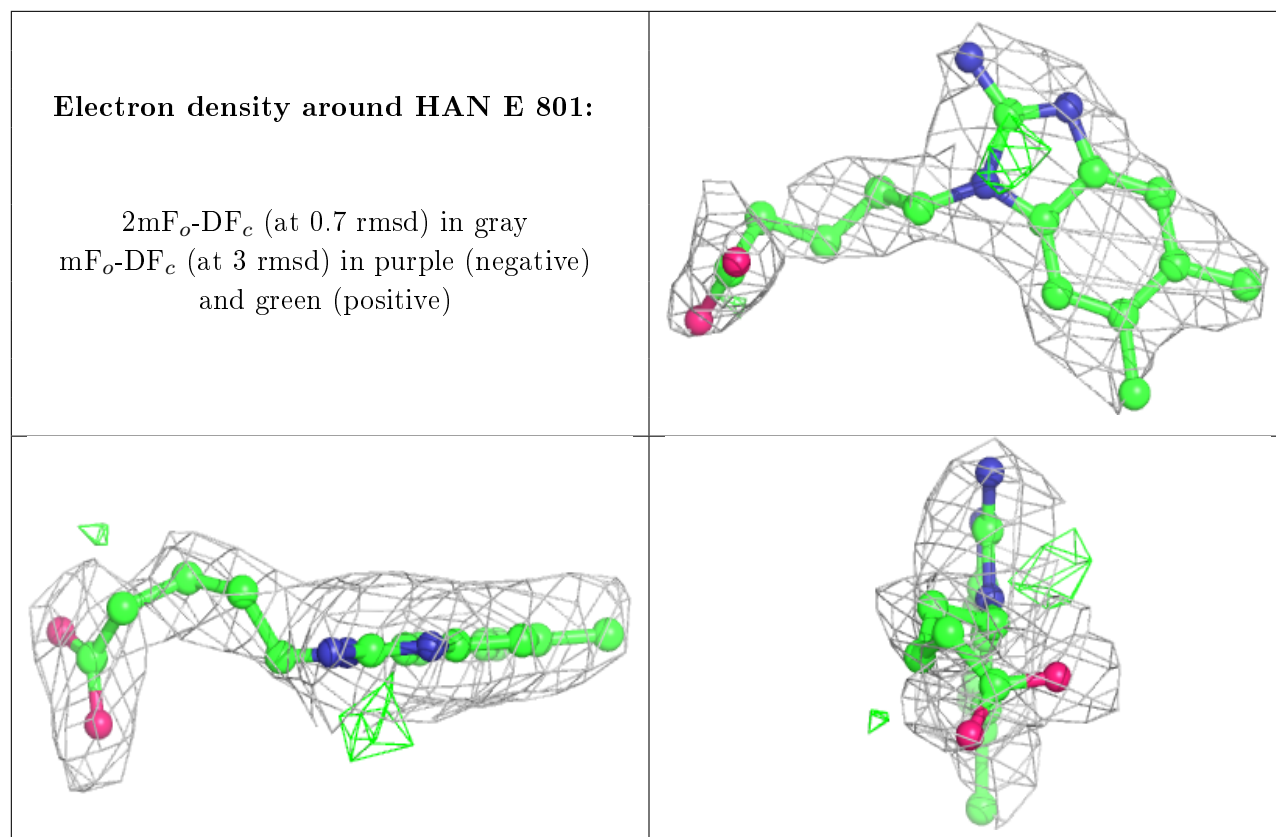 Electron density around HAN E 801:
2mFo-DFc (at 0.7 rmsd) in gray
mFo-DFc (at 3 rmsd) in purple (negative)
and green (positive)